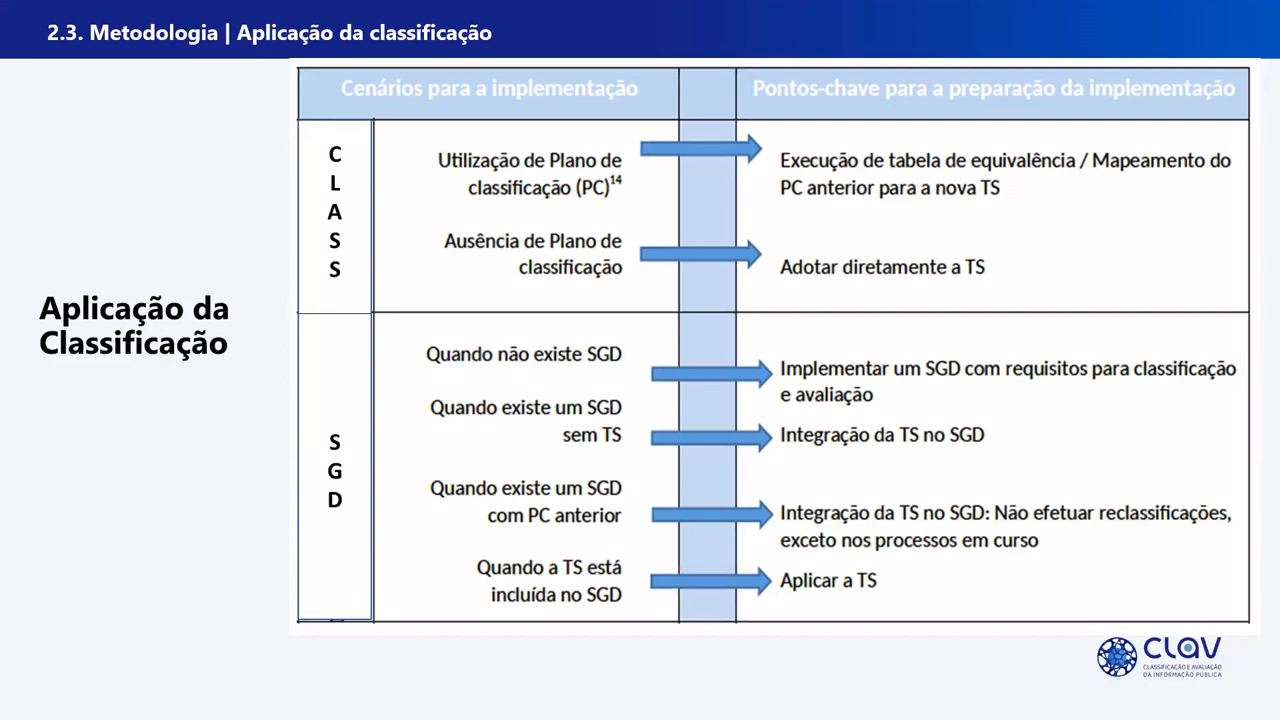 2.3. Metodologia | Aplicação da classificação
Aplicação da
Classificação
Cenários para a implementação
Pontos-chave para a preparação da implementação
C
L
A
S
S
Utilização de Plano de
classificação (PC)14
Execução de tabela de equivalência / Mapeamento do
PC anterior para a nova TS
Ausência de Plano de
classificação
Adotar diretamente a TS
S
G
D
Quando não existe SGD
Implementar um SGD com requisitos para classificação
e avaliação
Quando existe um SGD
sem TS
Integração da TS no SGD
Quando existe um SGD
com PC anterior
Integração da TS no SGD: Não efetuar reclassificações,
exceto nos processos em curso
Quando a TS está
incluída no SGD
Aplicar a TS
CLAV
CLASSIFICAÇÃO E AVALIAÇÃO
DA INFORMAÇÃO PÚBLICA